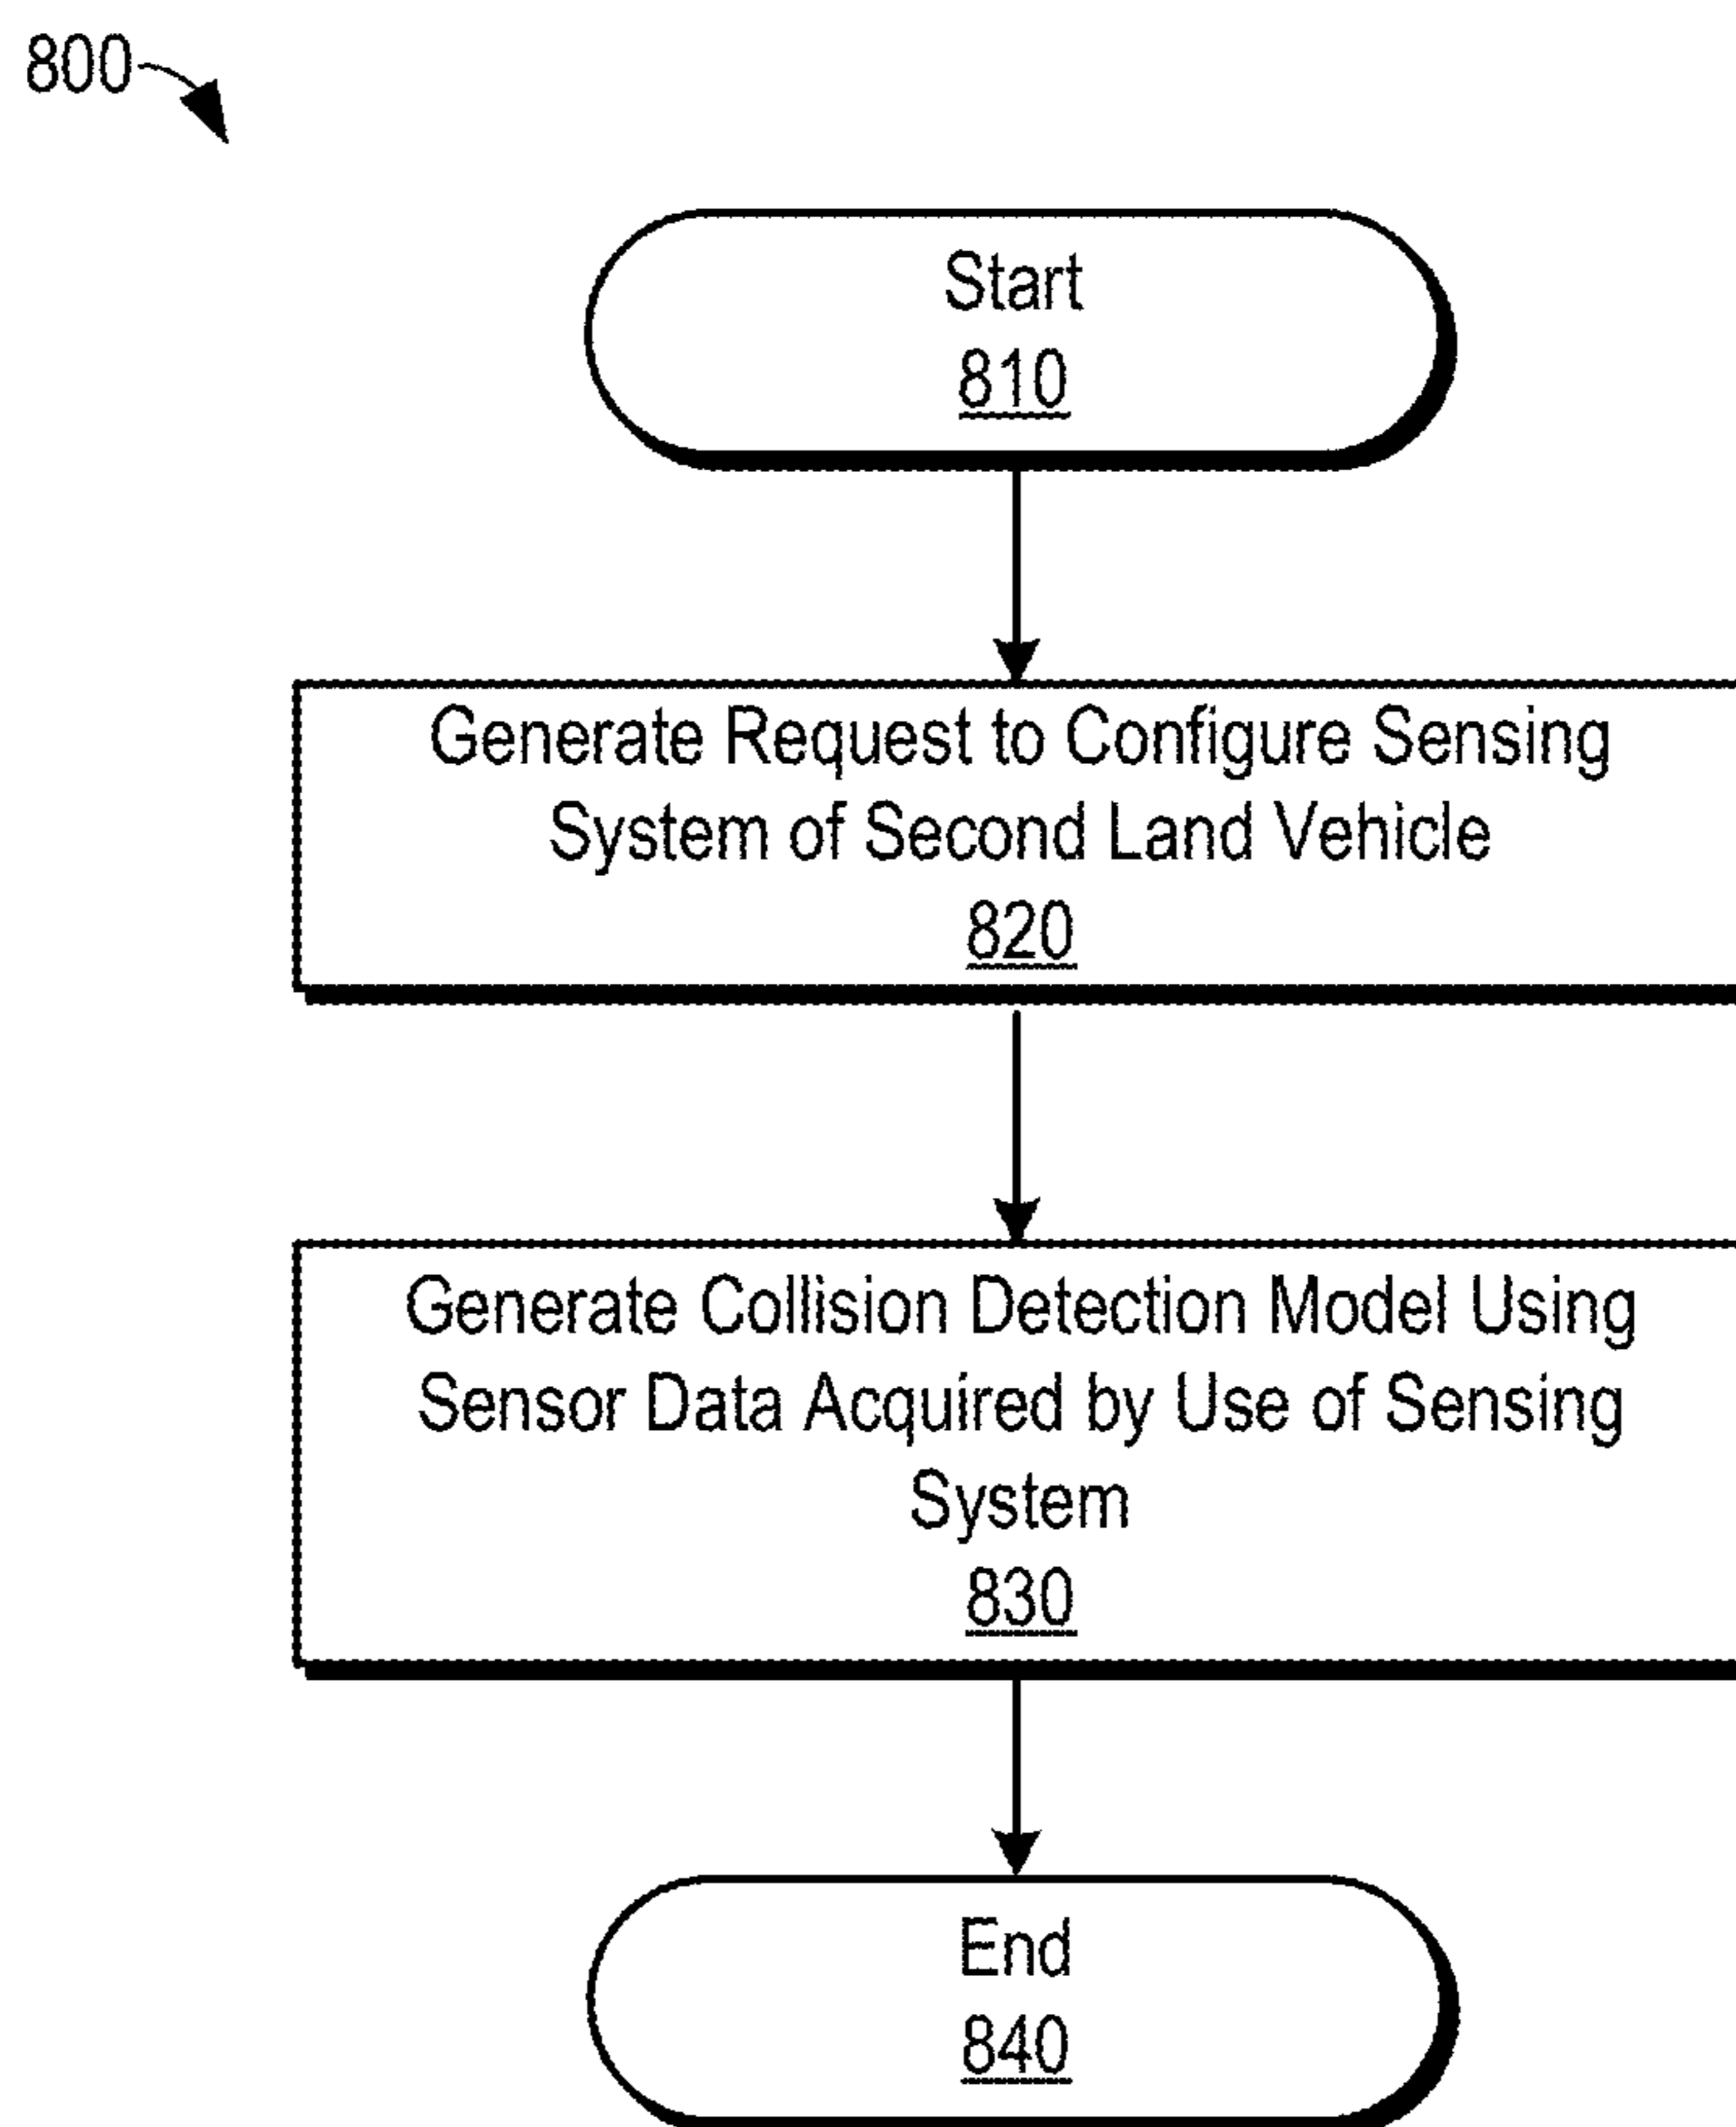 800
Start
810
Generate Request to Configure Sensing
System of Second Land Vehicle
820
Generate Collision Detection Model Using
Sensor Data Acquired by Use of Sensing
System
830
End
840